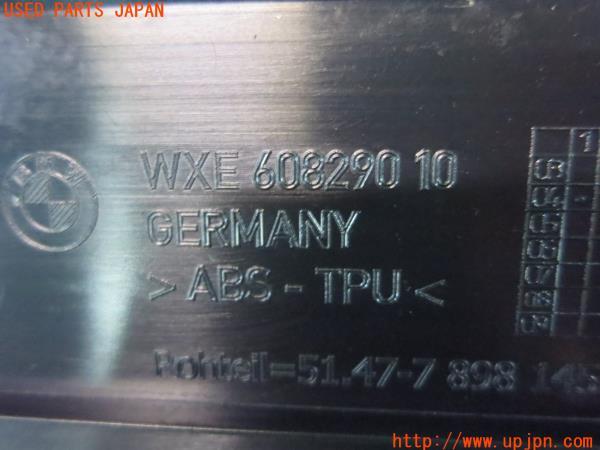 USED PARTS JAPAN
WXE 608290 10
GERMANY
> ABS - TPU <
Rohteil=51.47-7 898 145
1
03
04
05
06
07
08
09
http://www.upjpn.com/